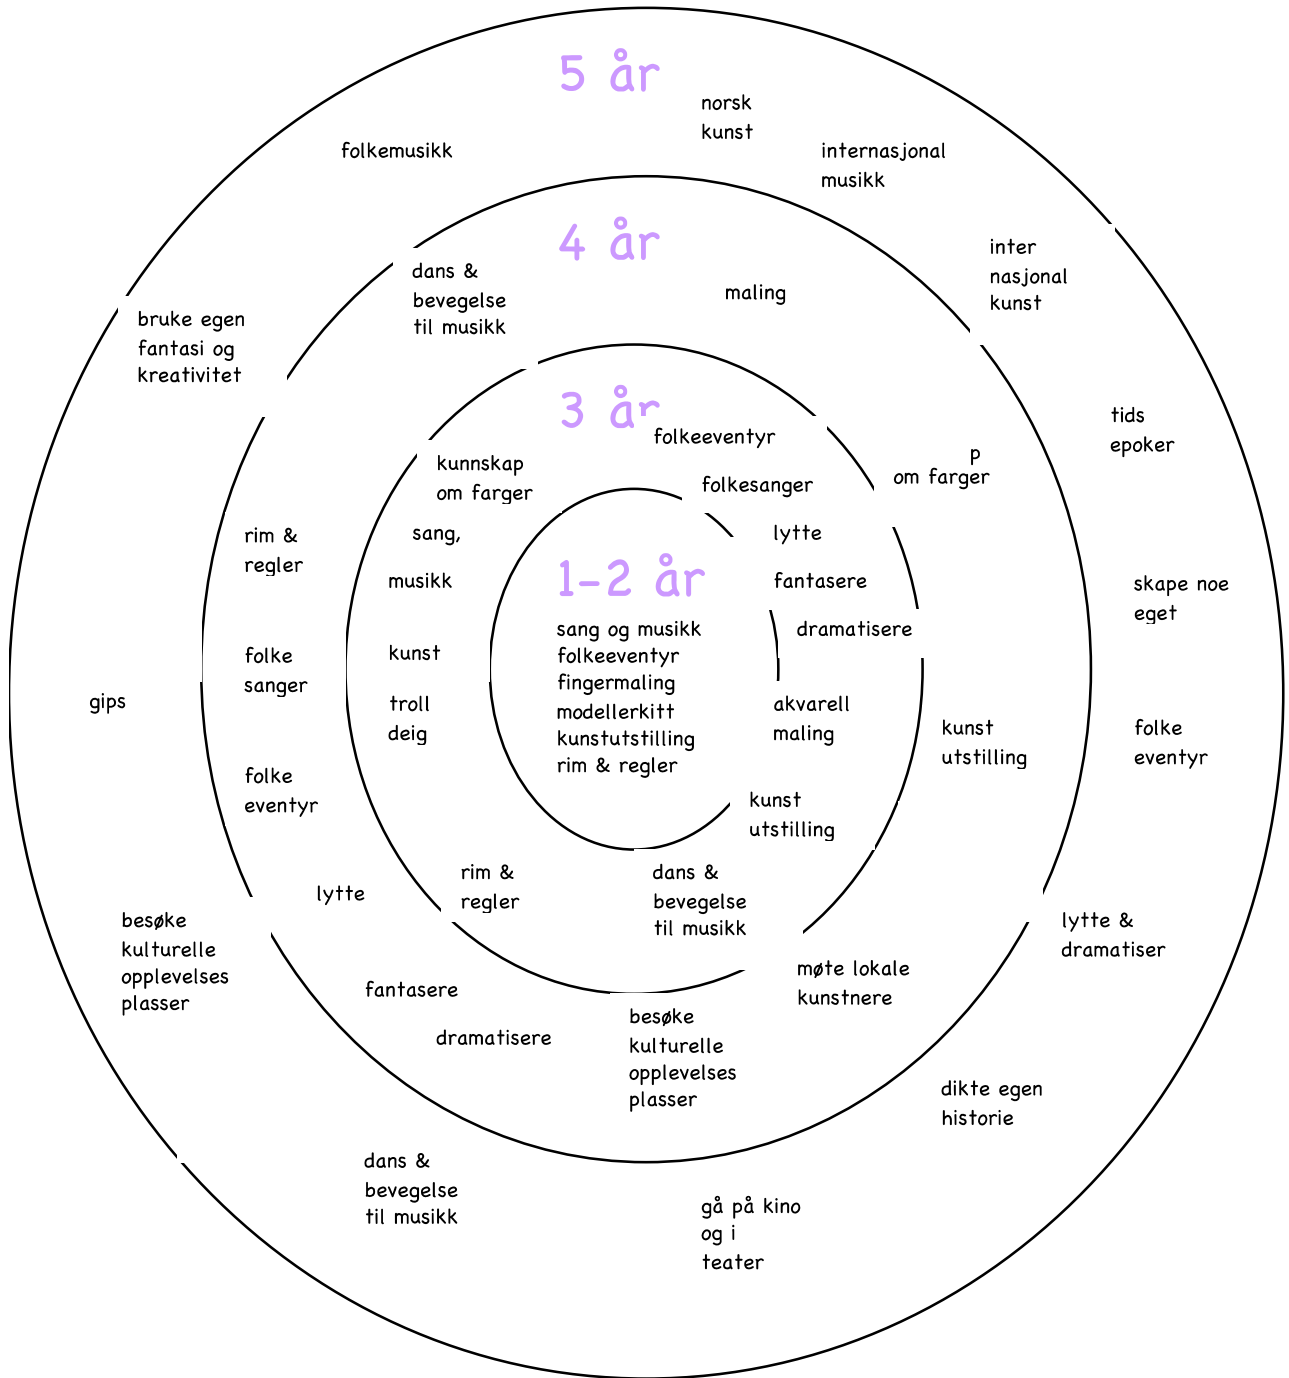 5 år
norsk
kunst
folkemusikk
internasjonal
musikk
inter
nasjonal
kunst
bruke egen
fantasi og
kreativitet
tids
epoker
skape noe
eget
gips
folke
eventyr
besøke
kulturelle
opplevelses
plasser
lytte &
dramatiser
dikte egen
historie
dans &
bevegelse
til musikk
gå på kino
og i
teater
4 år
dans &
bevegelse
til musikk
maling
p
om farger
rim &
regler
folke
sanger
folke
eventyr
kunst
utstilling
lytte
fantasere
dramatisere
møte lokale
kunstnere
besøke
kulturelle
opplevelses
plasser
3 år
folkeeventyr
kunnskap
om farger
folkesanger
sang,
lytte
musikk
fantasere
dramatisere
kunst
troll
deig
akvarell
maling
kunst
utstilling
rim &
regler
dans &
bevegelse
til musikk
1-2 år
sang og musikk
folkeeventyr
fingermaling
modellerkitt
kunstutstilling
rim & regler